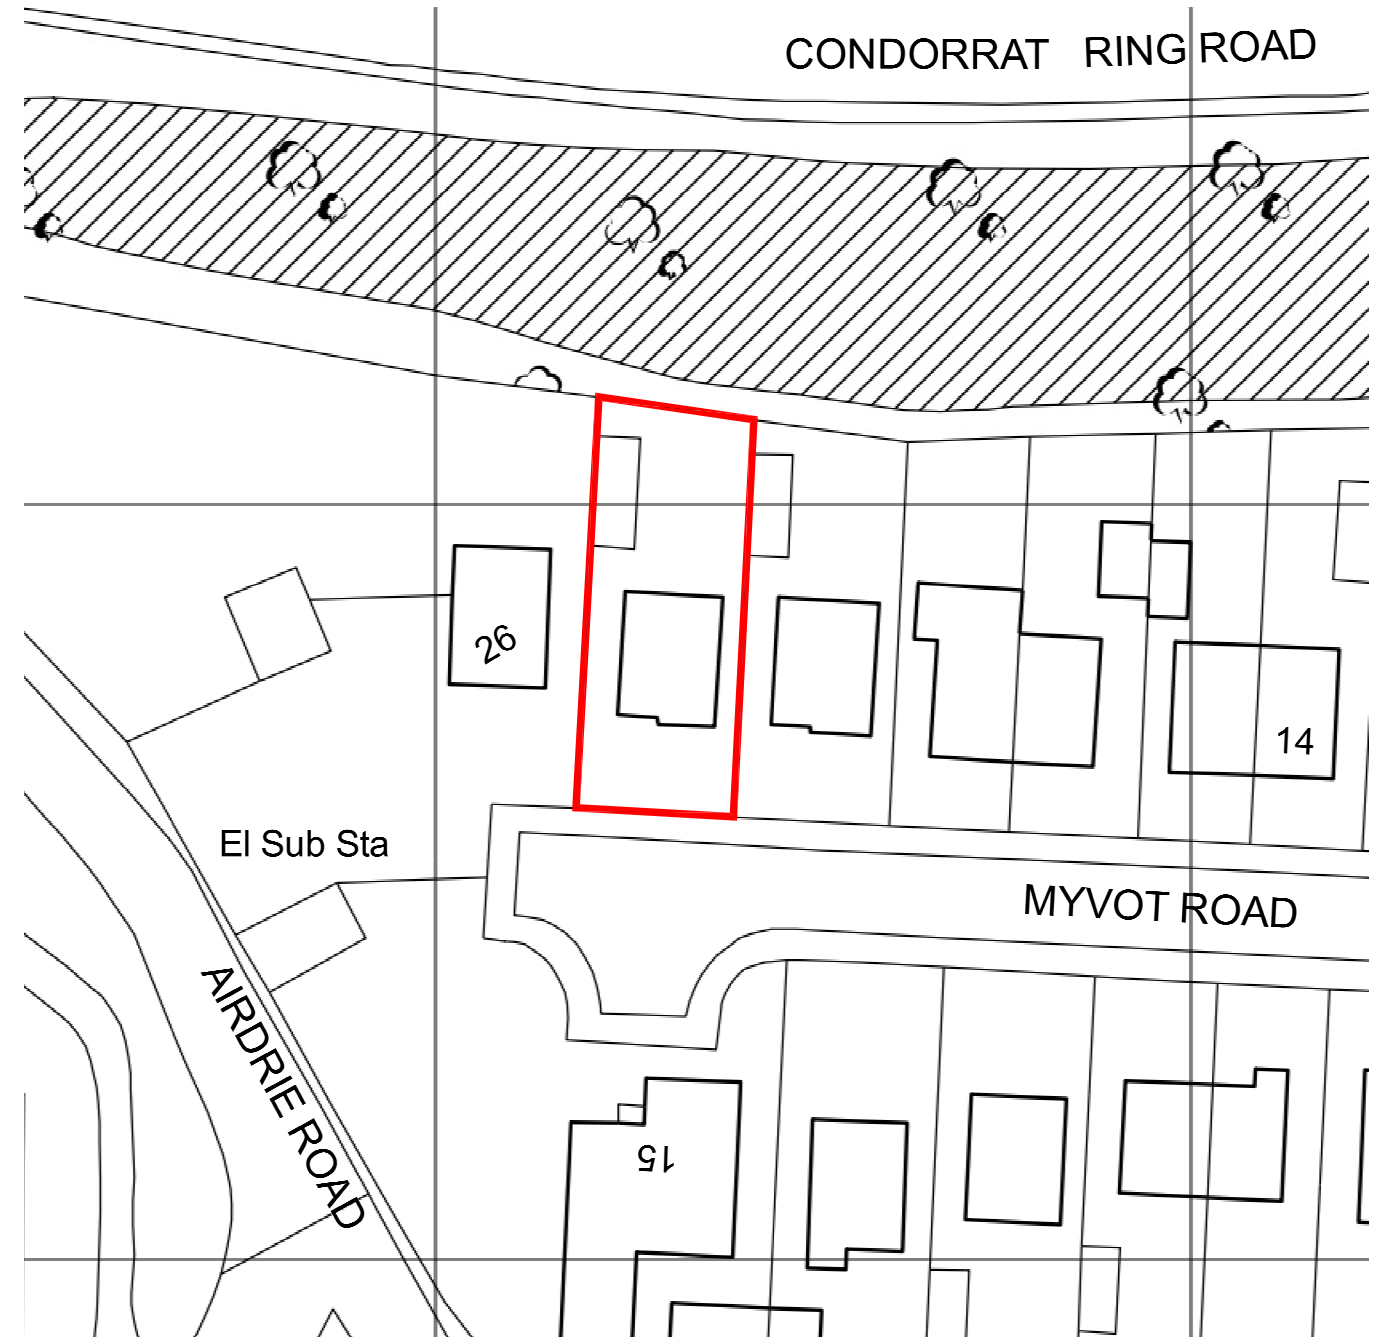 CONDORRAT RING ROAD
26
14
El Sub Sta
MYVOT ROAD
AIRDRIE ROAD
15